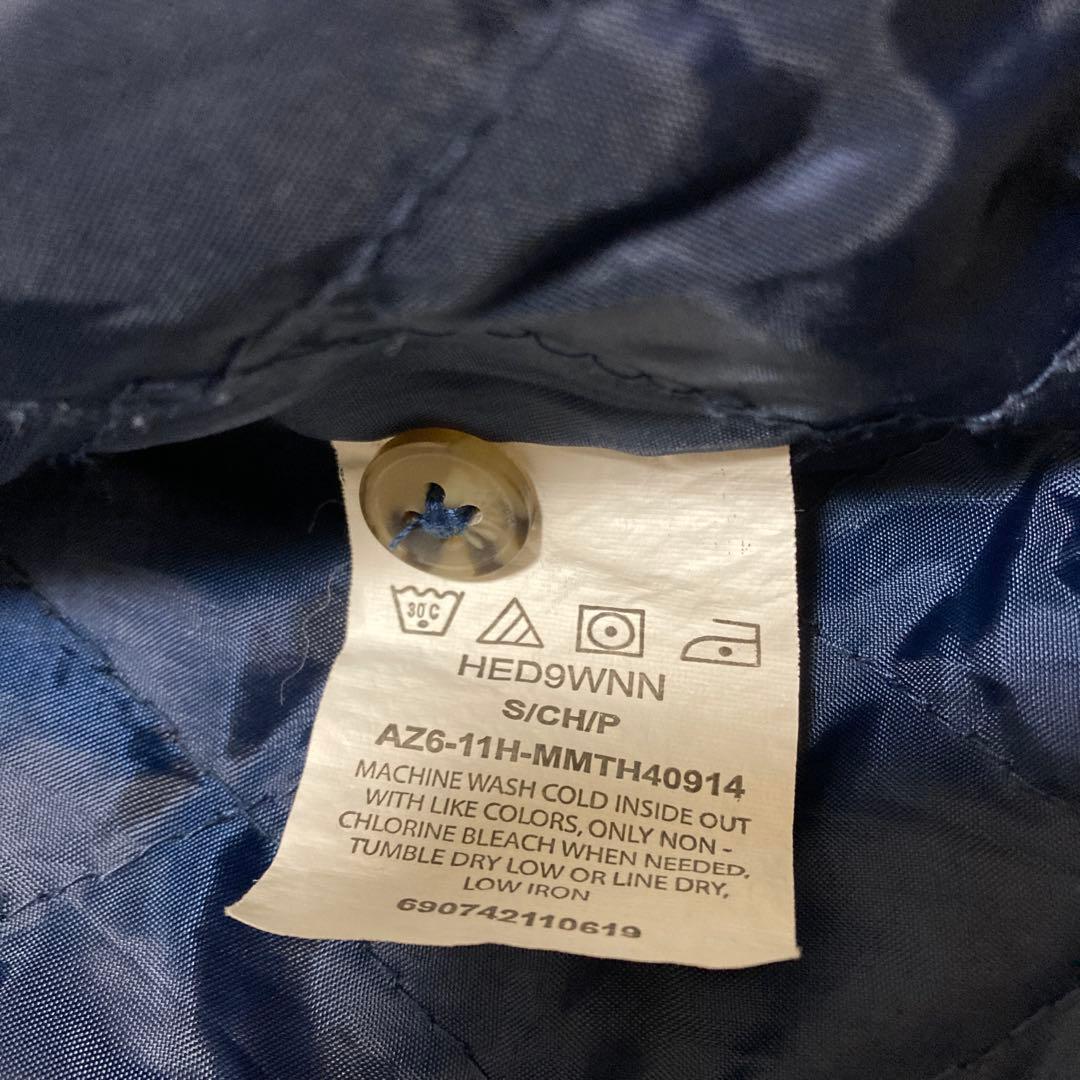 30C
HED9WNN
S/CH/P
AZ6-11H-MMTH40914
MACHINE WASH COLD INSIDE OUT
WITH LIKE COLORS, ONLY NON -
CHLORINE BLEACH WHEN NEEDED,
TUMBLE DRY LOW OR LINE DRY,
LOW IRON
690742110619